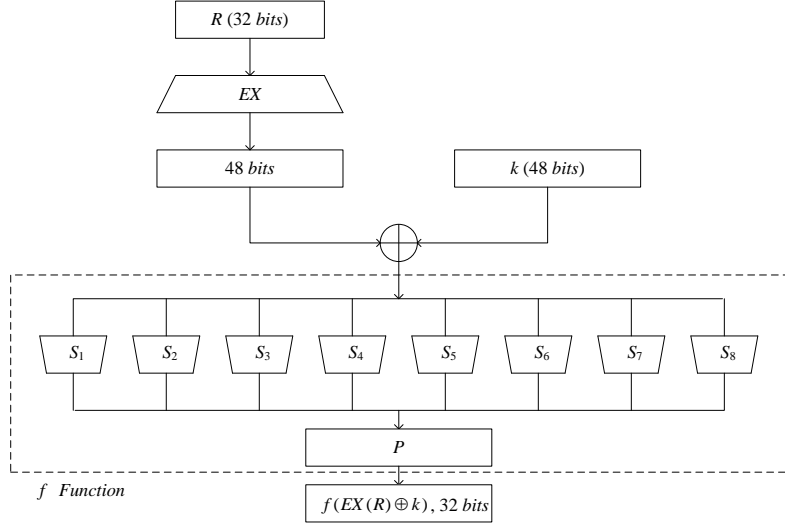 R (32 bits)
EX
48 bits
k (48 bits)
S1 S2 S3 S4 S5 S6 S7 S8
P
f Function
f(EX(R)⊕k), 32 bits